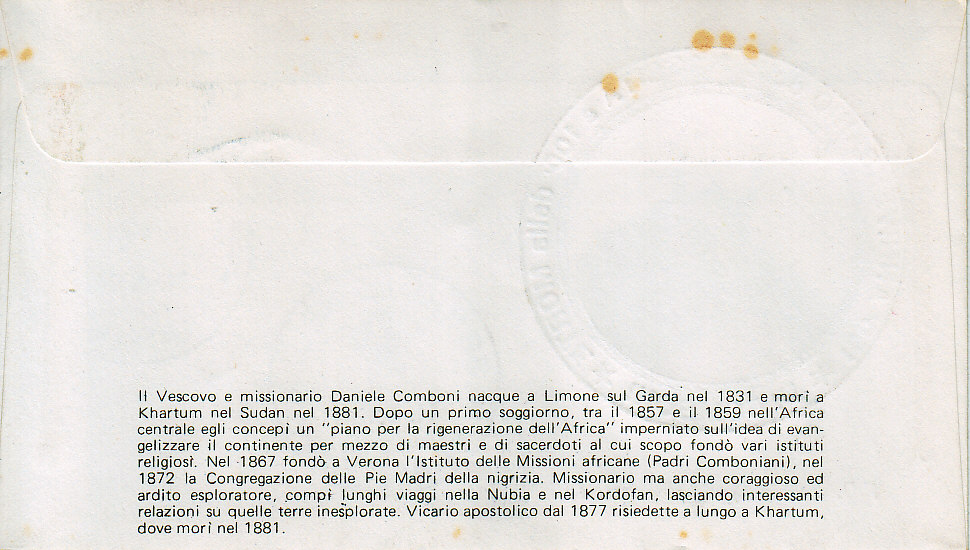 Il Vescovo e missionario Daniele Comboni nacque a Limone sul Garda nel 1831 e morì a
Khartum nel Sudan nel 1881. Dopo un primo soggiorno, tra il 1857 e il 1859 nell'Africa
centrale egli concepì un "piano per la rigenerazione dell'Africa" imperniato sull'idea di evan-
gelizzare il continente per mezzo di maestri e di sacerdoti al cui scopo fondò vari istituti
religiosi. Nel 1867 fondò a Verona l'Istituto delle Missioni africane (Padri Comboniani), nel
1872 la Congregazione delle Pie Madri della nigrizia. Missionario ma anche coraggioso ed
ardito esploratore, compì lunghi viaggi nella Nubia e nel Kordofan, lasciando interessanti
relazioni su quelle terre inesplorate. Vicario apostolico dal 1877 risiedette a lungo a Khartum,
dove morì nel 1881.